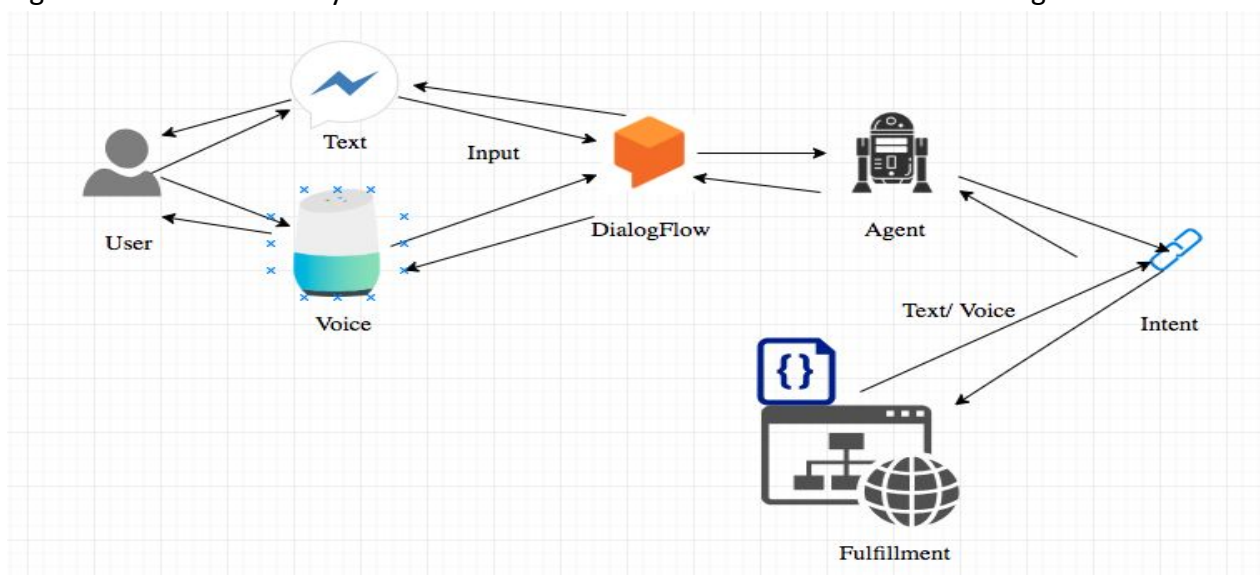 Text
Input
User
DialogFlow
Agent
Voice
Text/ Voice
Intent
{}
Fulfillment